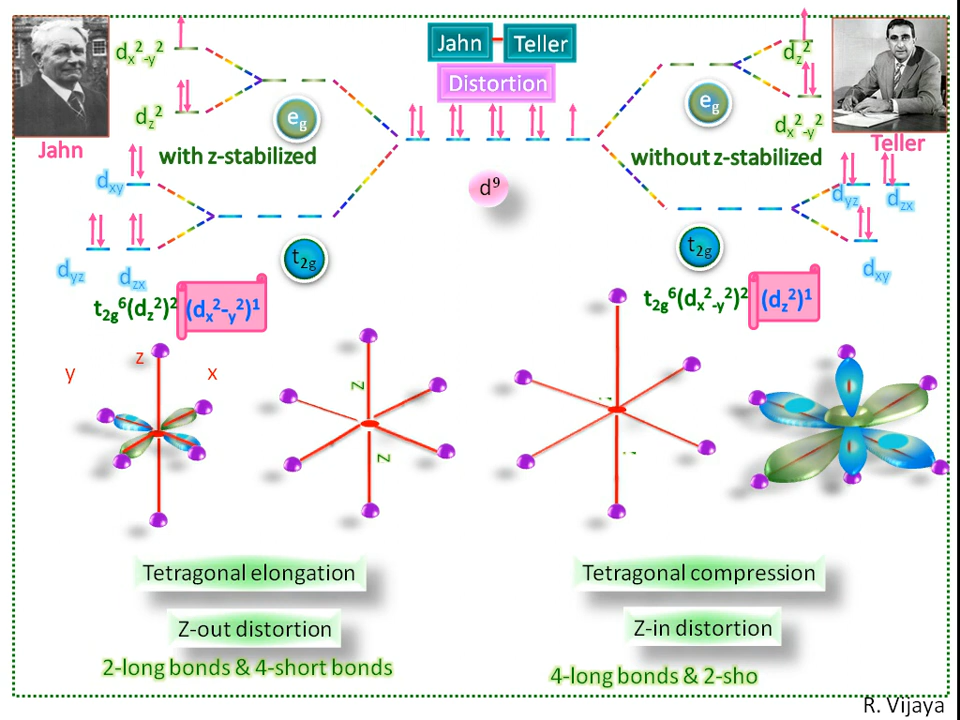 Jahn Teller
Distortion
dx²-y²
dz²
eg
Jahn
with z-stabilized
dxy
t2g
dyz
dzx
t2g⁶(dz²)² (dx²-y²)¹
d⁹
dz²
eg
dx²-y²
Teller
without z-stabilized
dyz
dzx
t2g
dxy
t2g⁶(dx²-y²)² (dz²)¹
y z x
Z
Z
Tetragonal elongation
Z-out distortion
2-long bonds & 4-short bonds
Tetragonal compression
Z-in distortion
4-long bonds & 2-sho
R. Vijaya